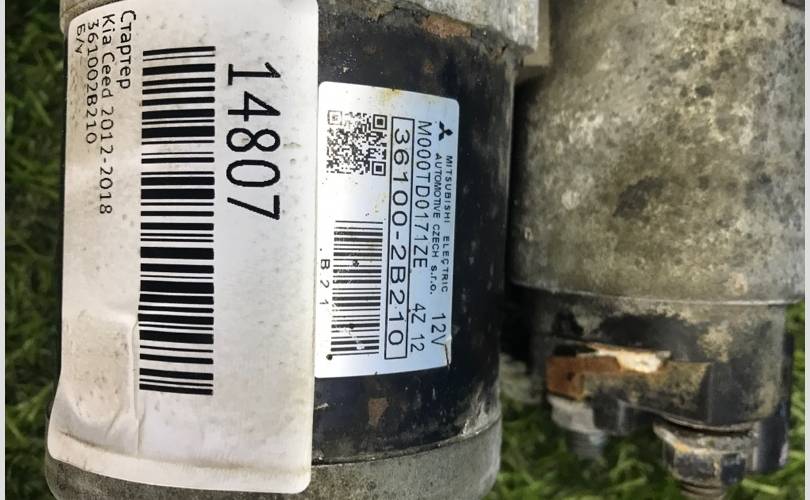 Стартер
Kia Ceed 2012-2018
361002B210
Б/у
14807
MITSUBISHI ELECTRIC
AUTOMOTIVE CZECH s.r.o. 12V
M000TD0171ZE 4Z 12
36100-2B210
B21